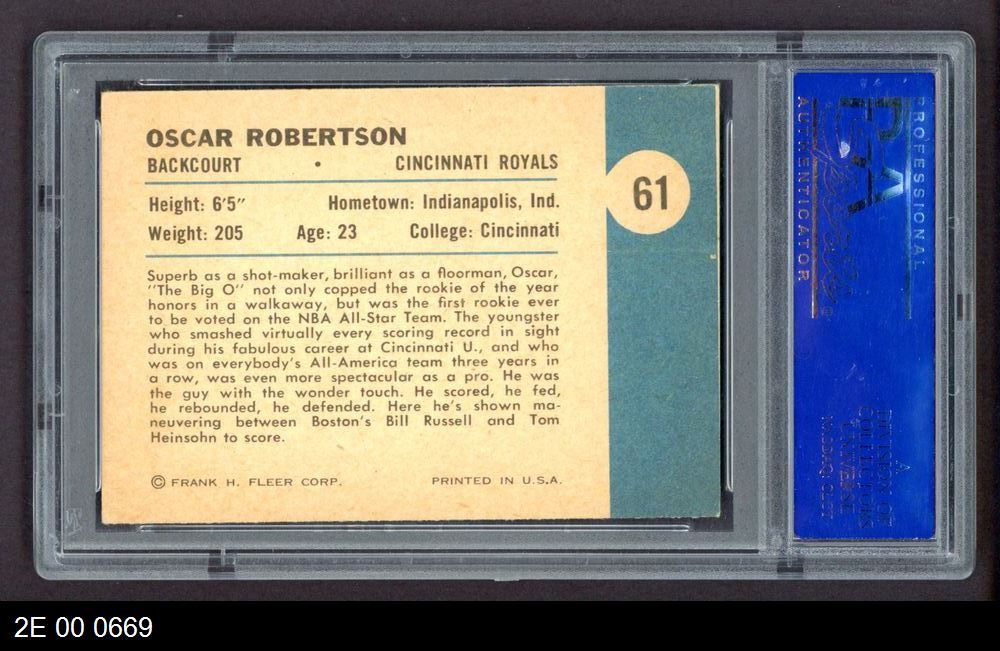 OSCAR ROBERTSON
BACKCOURT • CINCINNATI ROYALS
Height: 6'5" Hometown: Indianapolis, Ind.
Weight: 205 Age: 23 College: Cincinnati
Superb as a shot-maker, brilliant as a floorman, Oscar,
"The Big O" not only copped the rookie of the year
honors in a walkaway, but was the first rookie ever
to be voted on the NBA All-Star Team. The youngster
who smashed virtually every scoring record in sight
during his fabulous career at Cincinnati U., and who
was on everybody's All-America team three years in
a row, was even more spectacular as a pro. He was
the guy with the wonder touch. He scored, he fed,
he rebounded, he defended. Here he's shown ma-
neuvering between Boston's Bill Russell and Tom
Heinsohn to score.
© FRANK H. FLEER CORP. PRINTED IN U.S.A.
61
PROFESSIONAL
PSA
AUTHENTICATOR
A
DIVISION OF
COLLECTORS
UNIVERSE
NASDAQ: CLCT
2E 00 0669